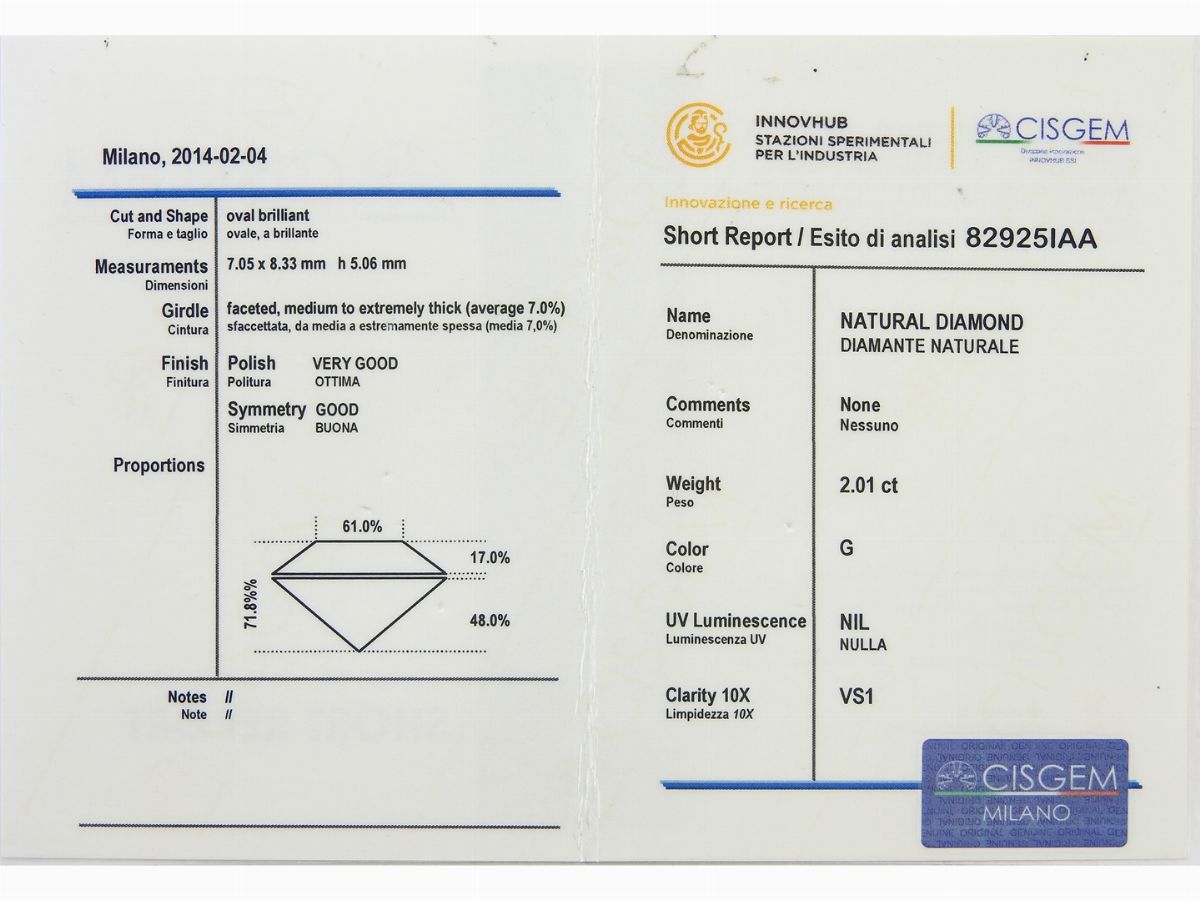 Milano, 2014-02-04
Cut and Shape oval brilliant
Forma e taglio ovale, a brillante
Measuraments 7.05 x 8.33 mm h 5.06 mm
Dimensioni
Girdle faceted, medium to extremely thick (average 7.0%)
Cintura sfaccettata, da media a estremamente spessa (media 7,0%)
Finish Polish VERY GOOD
Finitura Politura OTTIMA
Symmetry GOOD
Simmetria BUONA
Proportions
61.0%
17.0%
71.8%%
48.0%
Notes //
Note //
INNOVHUB
STAZIONI SPERIMENTALI
PER L'INDUSTRIA
CISGEM
Divisione
INNOVHUB SSI
Innovazione e ricerca
Short Report / Esito di analisi 82925IAA
Name NATURAL DIAMOND
Denominazione DIAMANTE NATURALE
Comments None
Commenti Nessuno
Weight 2.01 ct
Peso
Color G
Colore
UV Luminescence NIL
Luminescenza UV NULLA
Clarity 10X VS1
Limpidezza 10X
CISGEM
MILANO